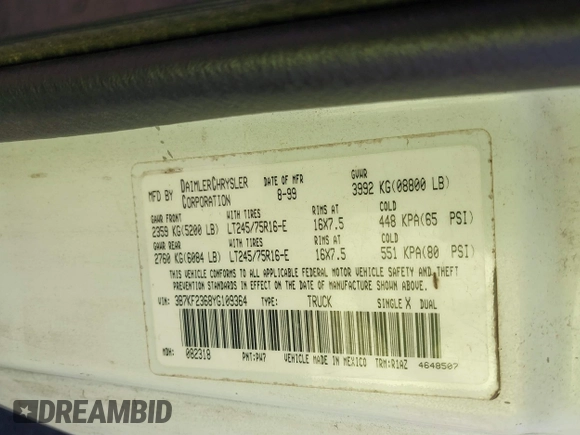 MFD BY DAIMLERCHRYSLER CORPORATION DATE OF MFR 8-99 GVWR 3992 KG(08800 LB)
GAWR FRONT WITH TIRES RIMS AT COLD
2359 KG(5200 LB) LT245/75R16-E 16X7.5 448 KPA(65 PSI)
GAWR REAR WITH TIRES RIMS AT COLD
2760 KG(6084 LB) LT245/75R16-E 16X7.5 551 KPA(80 PSI)
THIS VEHICLE CONFORMS TO ALL APPLICABLE FEDERAL MOTOR VEHICLE SAFETY AND THEFT
PREVENTION STANDARDS IN EFFECT ON THE DATE OF MANUFACTURE SHOWN ABOVE.
VIN: 3B7KF2368YG109364 TYPE: TRUCK SINGLE X DUAL
MDH: 082318 PNT:PW7 VEHICLE MADE IN MEXICO TRM:R1AZ 4648507
DREAMBID